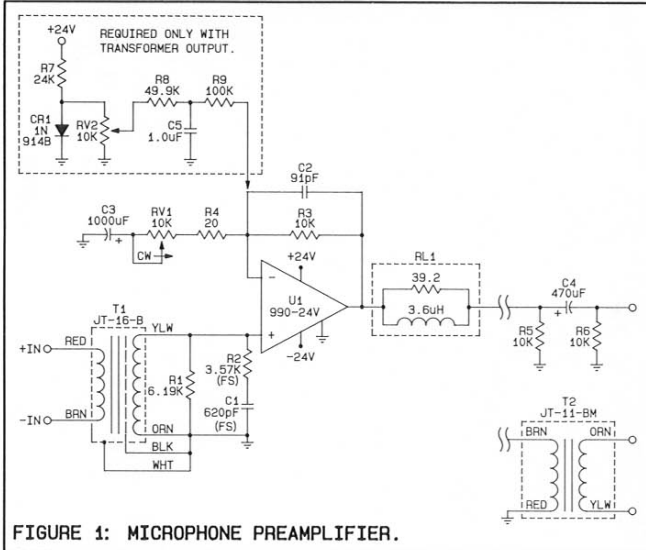 +24V
REQUIRED ONLY WITH
TRANSFORMER OUTPUT.
R7
24K
R8
49.9K
R9
100K
CR1
1N
914B
RV2
10K
C5
1.0uF
C2
91pF
C3
1000uF
+
RV1
10K
R4
20
R3
10K
CW
+24V
RL1
39.2
3.6uH
C4
470uF
+
-
U1
990-24V
+
-24V
T1
JT-16-B
YLW
RED
+IN
R2
3.57K
(FS)
R1
6.19K
R5
10K
R6
10K
C1
620pF
(FS)
-IN
BRN
ORN
BLK
WHT
T2
JT-11-BM
BRN
ORN
RED
YLW
FIGURE 1: MICROPHONE PREAMPLIFIER.